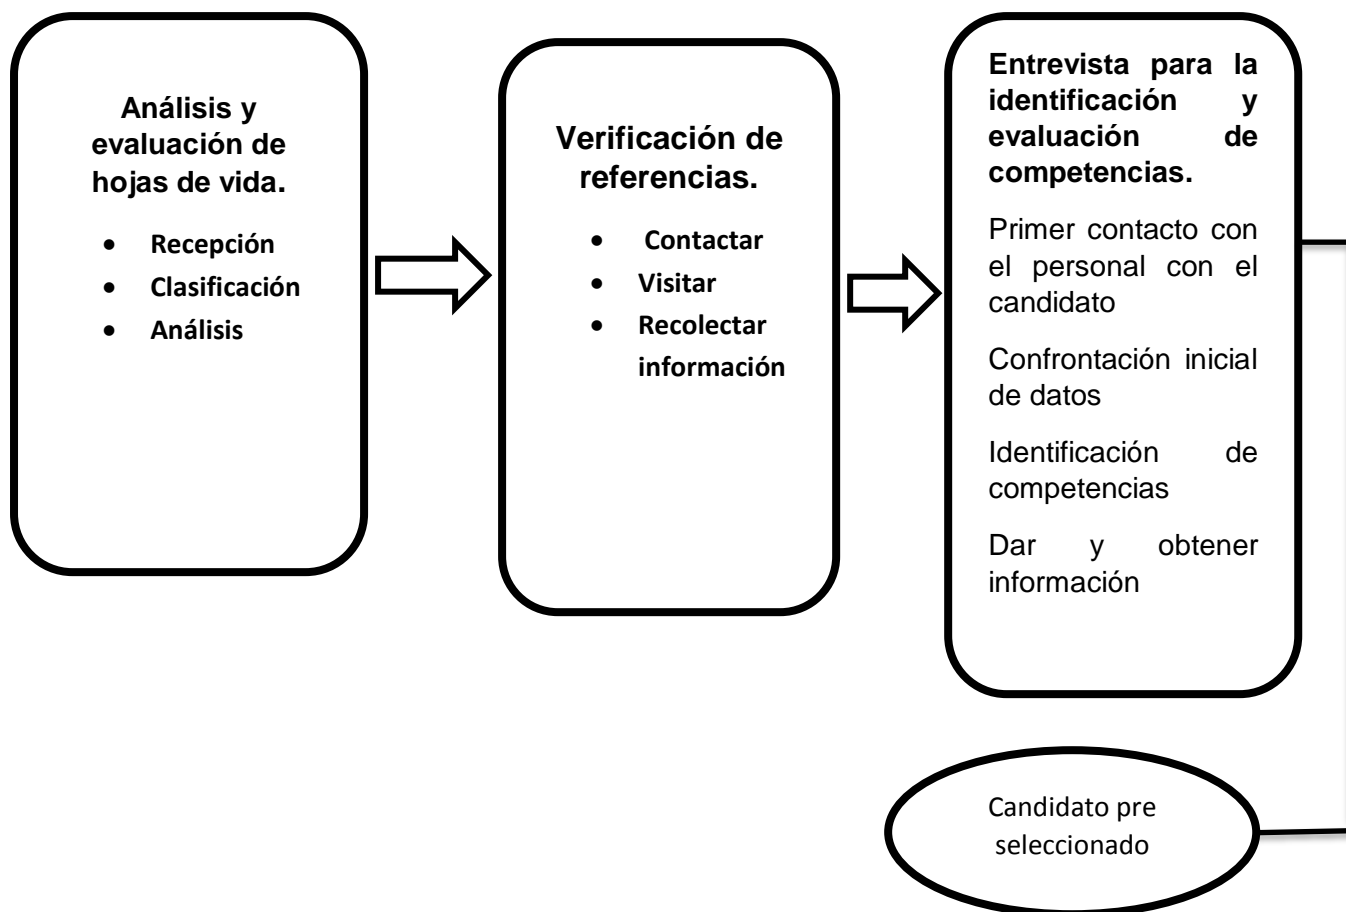 Análisis y
evaluación de
hojas de vida.
• Recepción
• Clasificación
• Análisis
Verificación de
referencias.
• Contactar
• Visitar
• Recolectar
información
Entrevista para la
identificación y
evaluación de
competencias.
Primer contacto con
el personal con el
candidato
Confrontación inicial
de datos
Identificación de
competencias
Dar y obtener
información
Candidato pre
seleccionado